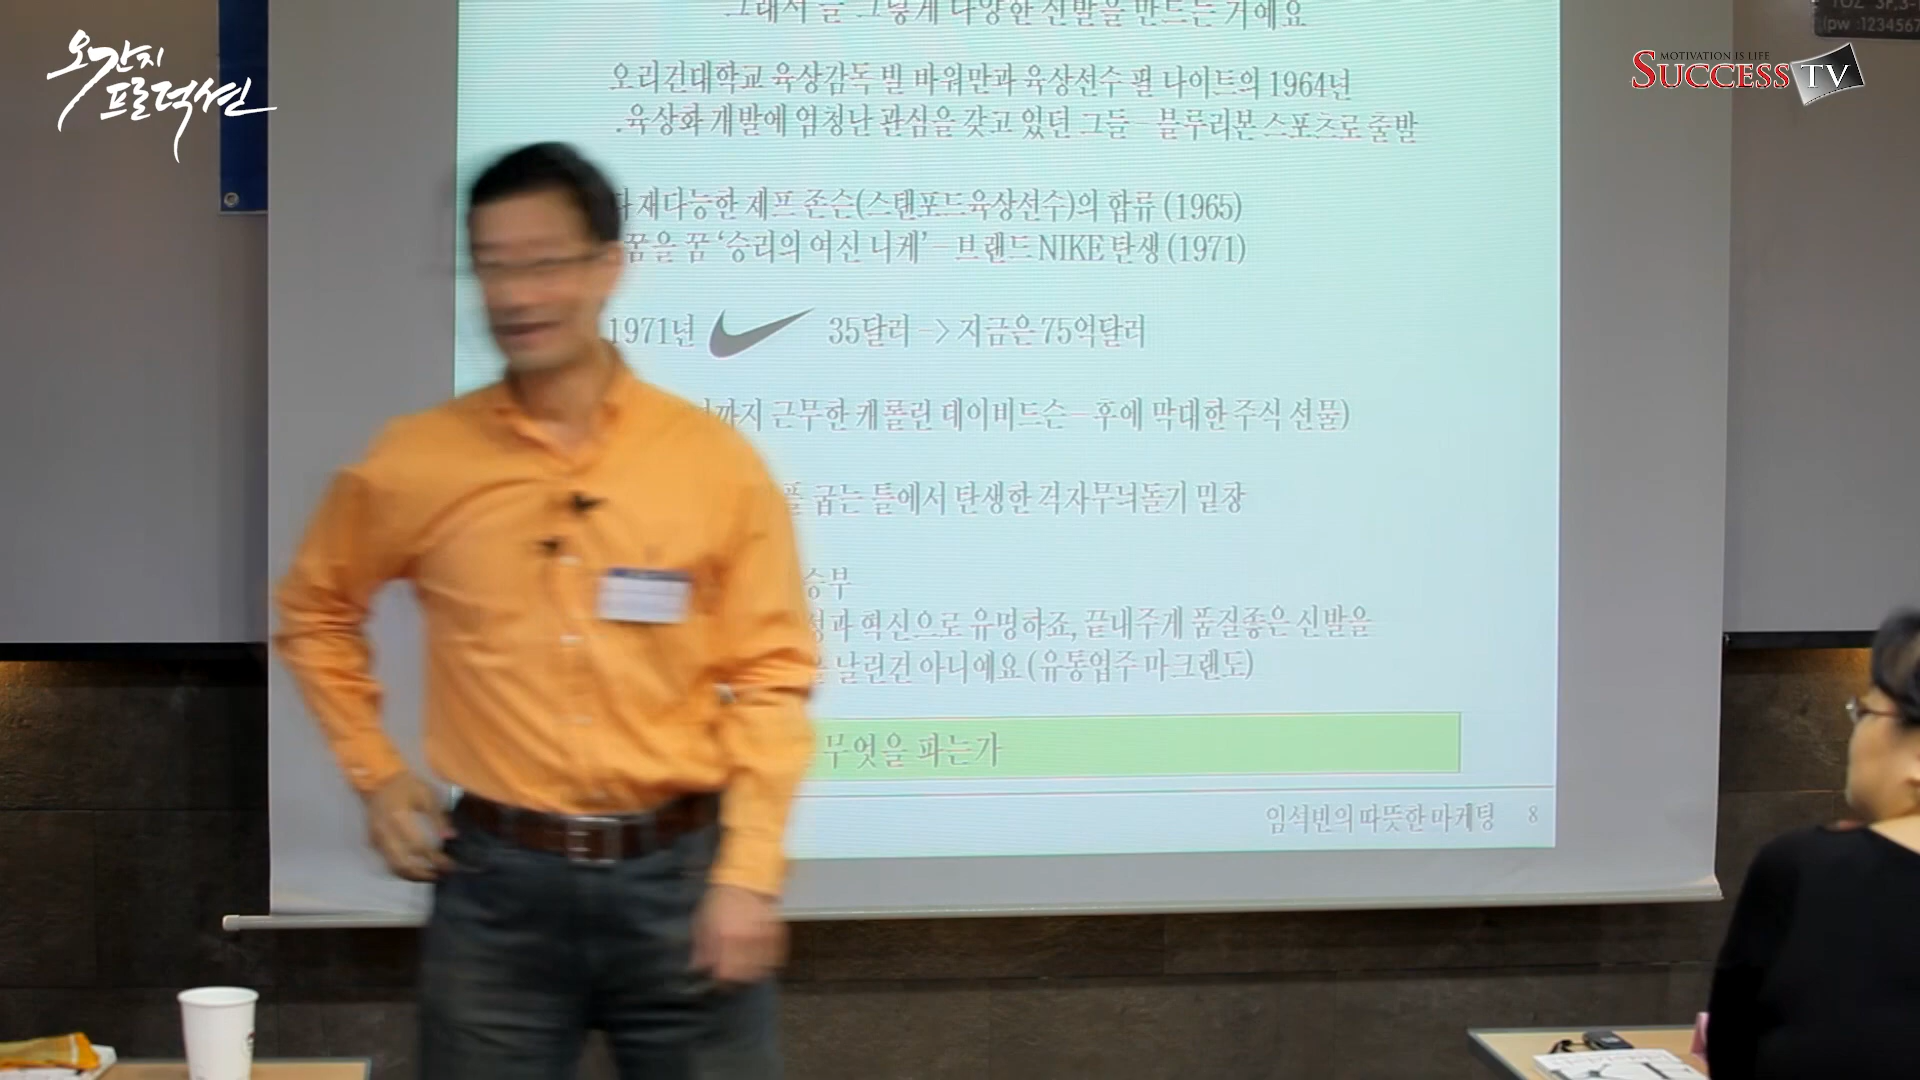 오간지
프로덕션
MOTIVATION IS LIFE
SUCCESS TV
(pw :1234567
그래서 늘 그렇게 다양한 신발을 만드는 거예요
오리건대학교 육상감독 빌 바워만과 육상선수 필 나이트의 1964년
.육상화 개발에 엄청난 관심을 갖고 있던 그들 – 블루리본 스포츠로 출발
다재다능한 제프 존슨(스탠포드육상선수)의 합류 (1965)
꿈을 꿈 ‘승리의 여신 니케’ – 브랜드 NIKE 탄생 (1971)
1971년 35달러 -> 지금은 75억달러
까지 근무한 캐롤린 데이비드슨 – 후에 막대한 주식 선물)
굽는 틀에서 탄생한 격자무늬돌기 밑창
승부
과 혁신으로 유명하죠, 끝내주게 품질좋은 신발을
날린건 아니에요 (유통업주 마크랜도)
무엇을 파는가
임석빈의 따뜻한 마케팅 8